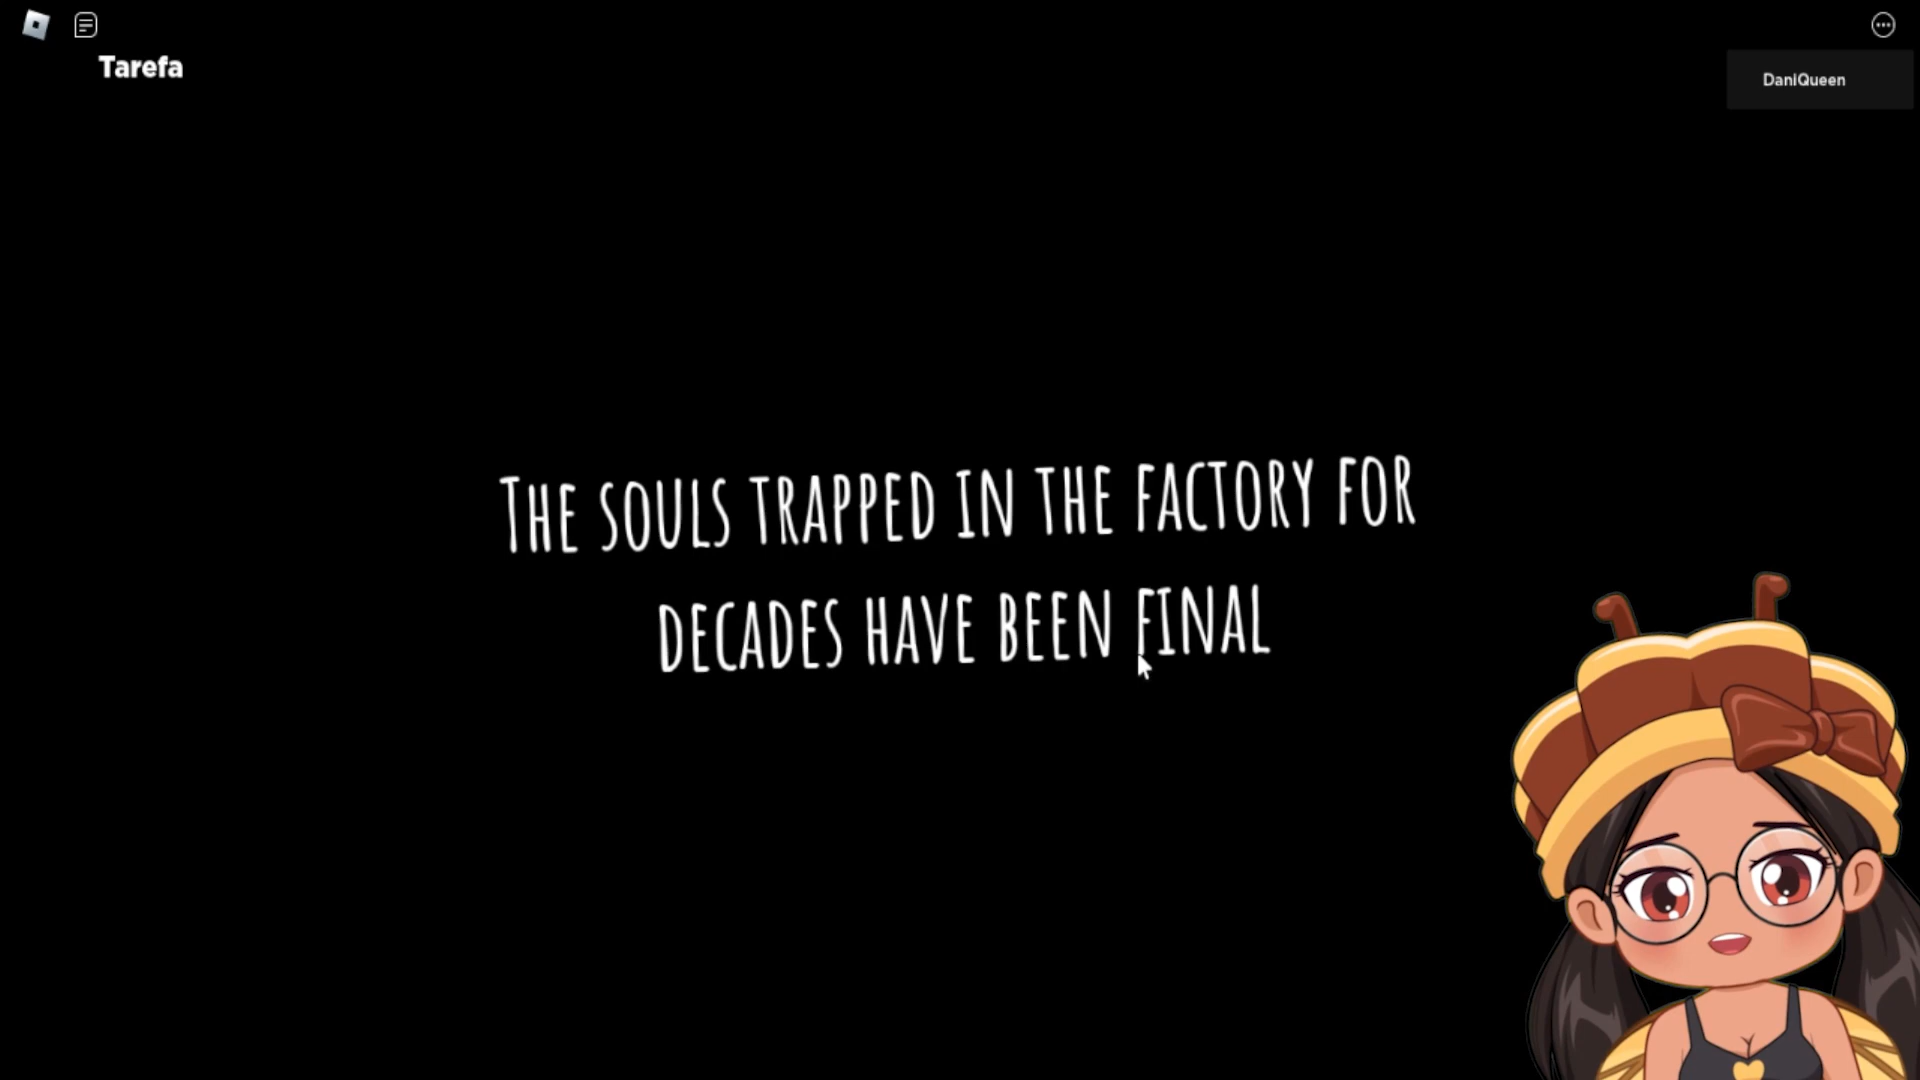 Tarefa
DaniQueen
THE SOULS TRAPPED IN THE FACTORY FOR
DECADES HAVE BEEN FINAL